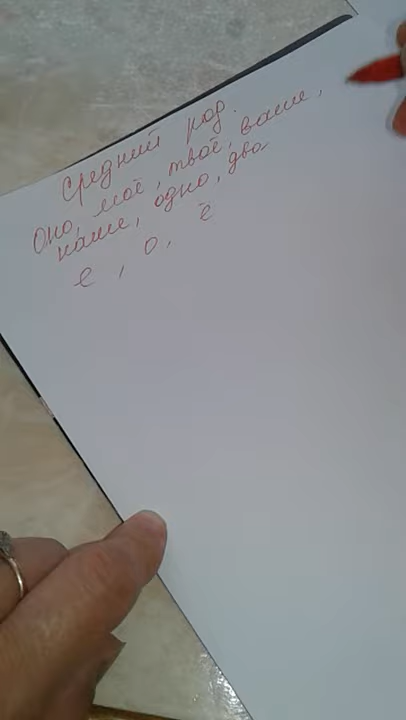 Средний род.
Оно, моё, твоё, ваше,
наше, одно, два
е, о, ё